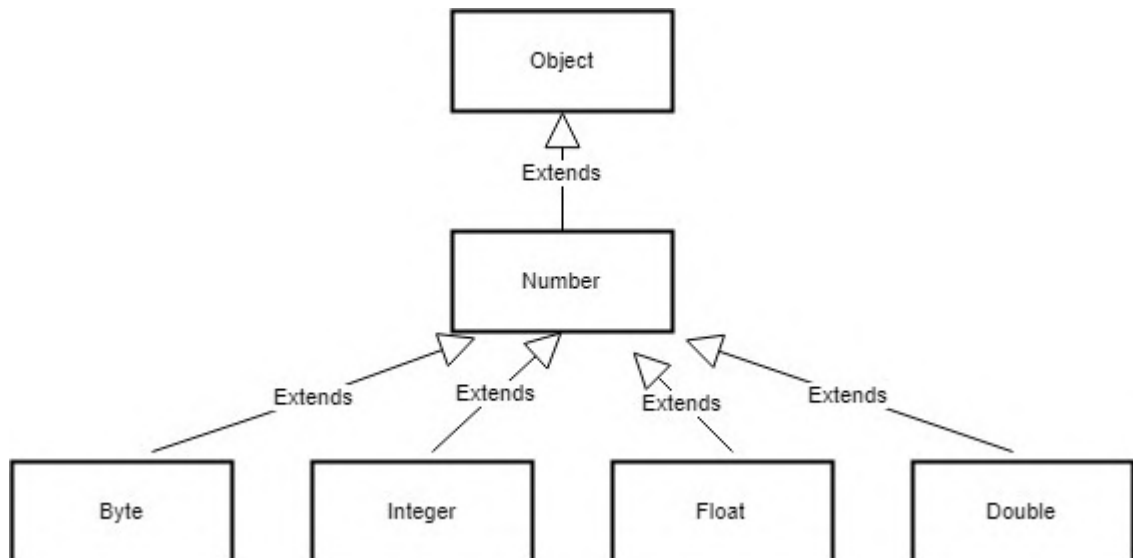 Object
Extends
Number
Extends
Extends
Extends
Extends
Byte
Integer
Float
Double